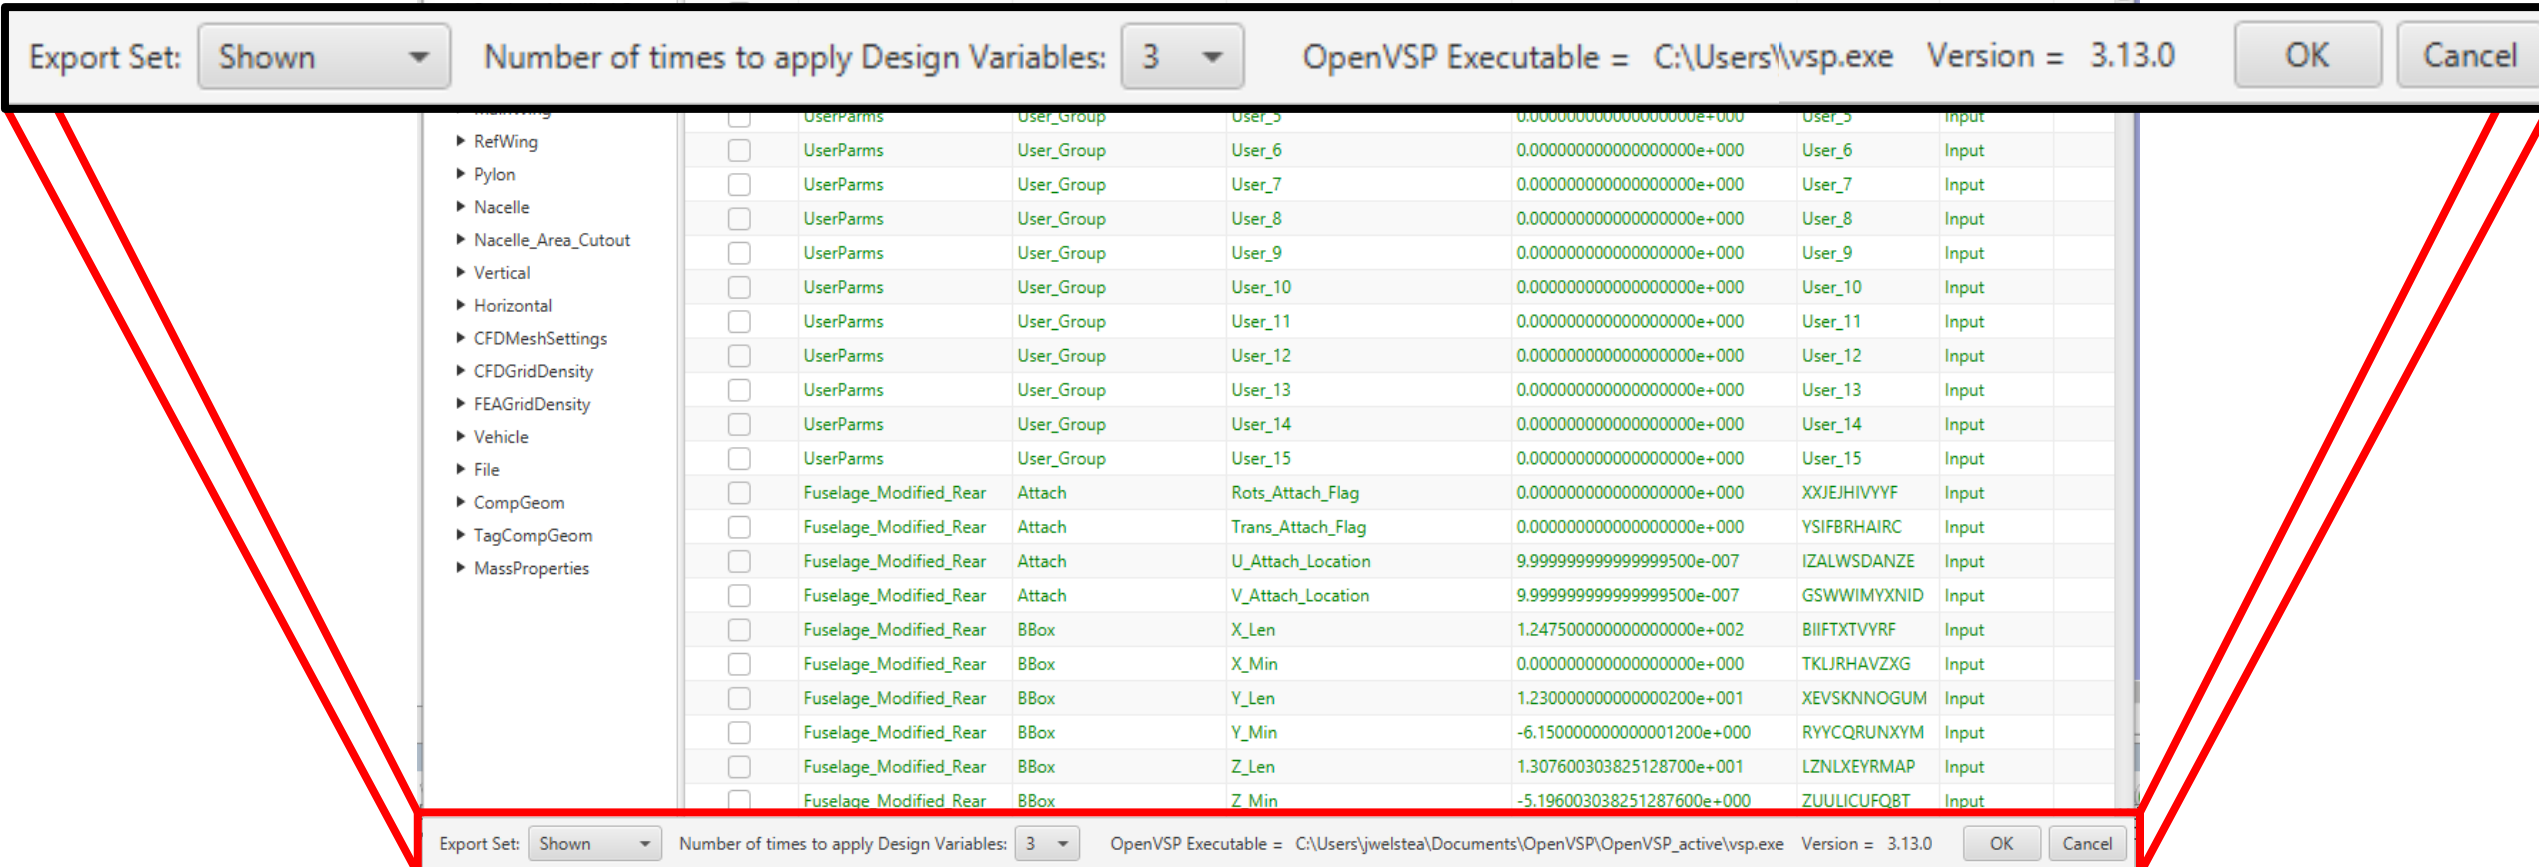 Export Set: Shown Number of times to apply Design Variables: 3 OpenVSP Executable = C:\Users\\vsp.exe Version = 3.13.0 OK Cancel
MainWing UserParms User_Group User_5 0.000000000000000000e+000 User_5 Input
RefWing
UserParms User_Group User_6 0.000000000000000000e+000 User_6 Input
Pylon
UserParms User_Group User_7 0.000000000000000000e+000 User_7 Input
Nacelle
UserParms User_Group User_8 0.000000000000000000e+000 User_8 Input
Nacelle_Area_Cutout
UserParms User_Group User_9 0.000000000000000000e+000 User_9 Input
Vertical
UserParms User_Group User_10 0.000000000000000000e+000 User_10 Input
Horizontal
UserParms User_Group User_11 0.000000000000000000e+000 User_11 Input
CFDMeshSettings
UserParms User_Group User_12 0.000000000000000000e+000 User_12 Input
CFDGridDensity
UserParms User_Group User_13 0.000000000000000000e+000 User_13 Input
FEAGridDensity
UserParms User_Group User_14 0.000000000000000000e+000 User_14 Input
Vehicle
UserParms User_Group User_15 0.000000000000000000e+000 User_15 Input
File
Fuselage_Modified_Rear Attach Rots_Attach_Flag 0.000000000000000000e+000 XXJEJHIVYYF Input
CompGeom
Fuselage_Modified_Rear Attach Trans_Attach_Flag 0.000000000000000000e+000 YSIFBRHAIRC Input
TagCompGeom
Fuselage_Modified_Rear Attach U_Attach_Location 9.999999999999999500e-007 IZALWSDANZE Input
MassProperties
Fuselage_Modified_Rear Attach V_Attach_Location 9.999999999999999500e-007 GSWWIMYXNID Input
Fuselage_Modified_Rear BBox X_Len 1.247500000000000000e+002 BIIFTXTVYRF Input
Fuselage_Modified_Rear BBox X_Min 0.000000000000000000e+000 TKLJRHAVZXG Input
Fuselage_Modified_Rear BBox Y_Len 1.230000000000000200e+001 XEVSKNNOGUM Input
Fuselage_Modified_Rear BBox Y_Min -6.150000000000001200e+000 RYYCQRUNXYM Input
Fuselage_Modified_Rear BBox Z_Len 1.307600303825128700e+001 LZNLXEYRMAP Input
Fuselage_Modified_Rear BBox Z_Min -5.196003038251287600e+000 ZUULICUFQBT Input
Export Set: Shown Number of times to apply Design Variables: 3 OpenVSP Executable = C:\Users\jwelstea\Documents\OpenVSP\OpenVSP_active\vsp.exe Version = 3.13.0 OK Cancel